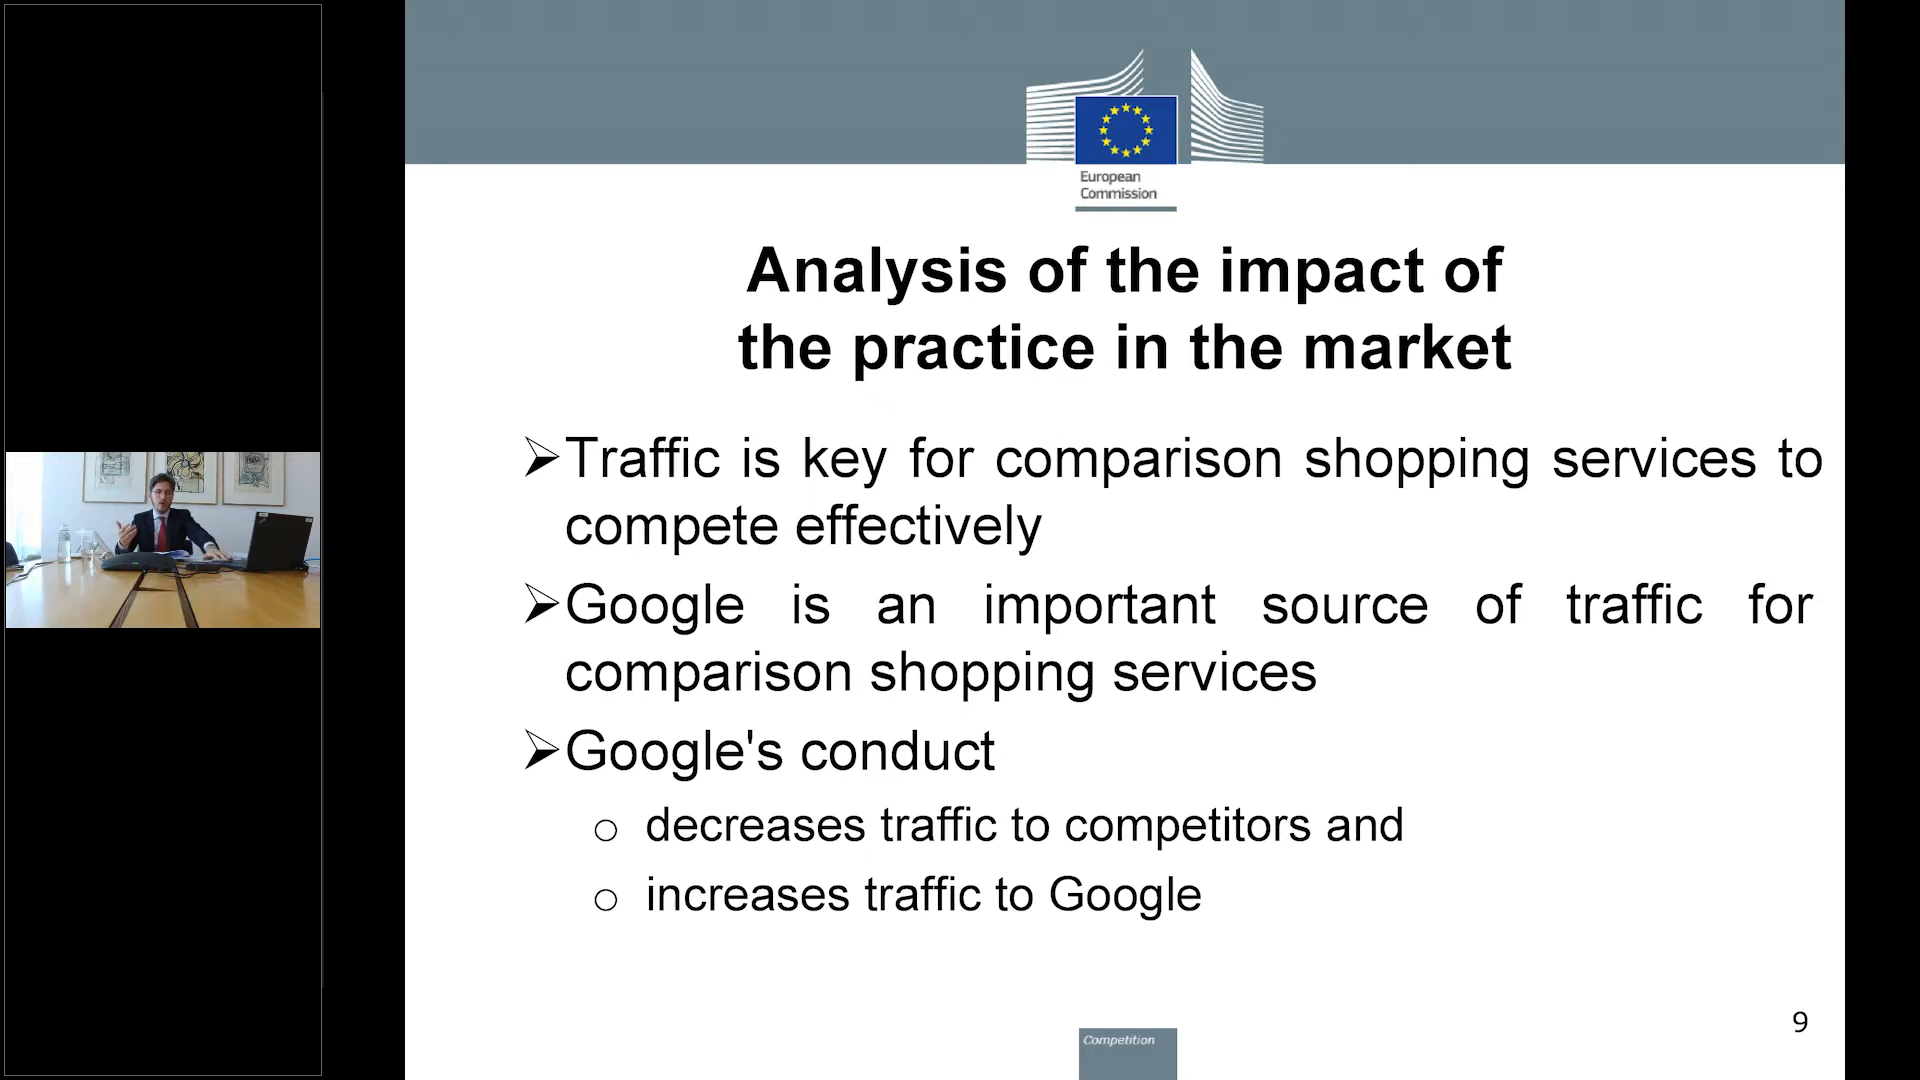 European
Commission
Analysis of the impact of
the practice in the market
➢Traffic is key for comparison shopping services to
compete effectively
➢Google is an important source of traffic for
comparison shopping services
➢Google's conduct
o decreases traffic to competitors and
o increases traffic to Google
9
Competition